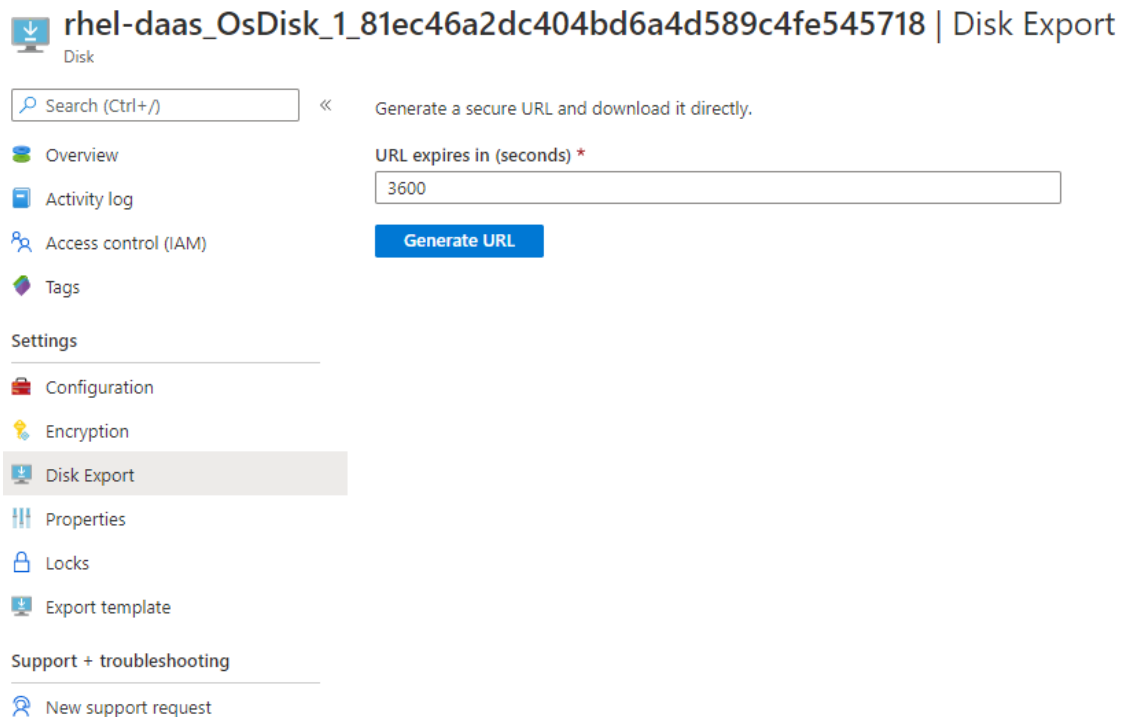 rhel-daas_OsDisk_1_81ec46a2dc404bd6a4d589c4fe545718 | Disk Export
Disk
Search (Ctrl+/)
«
Overview
Activity log
Access control (IAM)
Tags
Settings
Configuration
Encryption
Disk Export
Properties
Locks
Export template
Support + troubleshooting
New support request
Generate a secure URL and download it directly.
URL expires in (seconds) *
3600
Generate URL